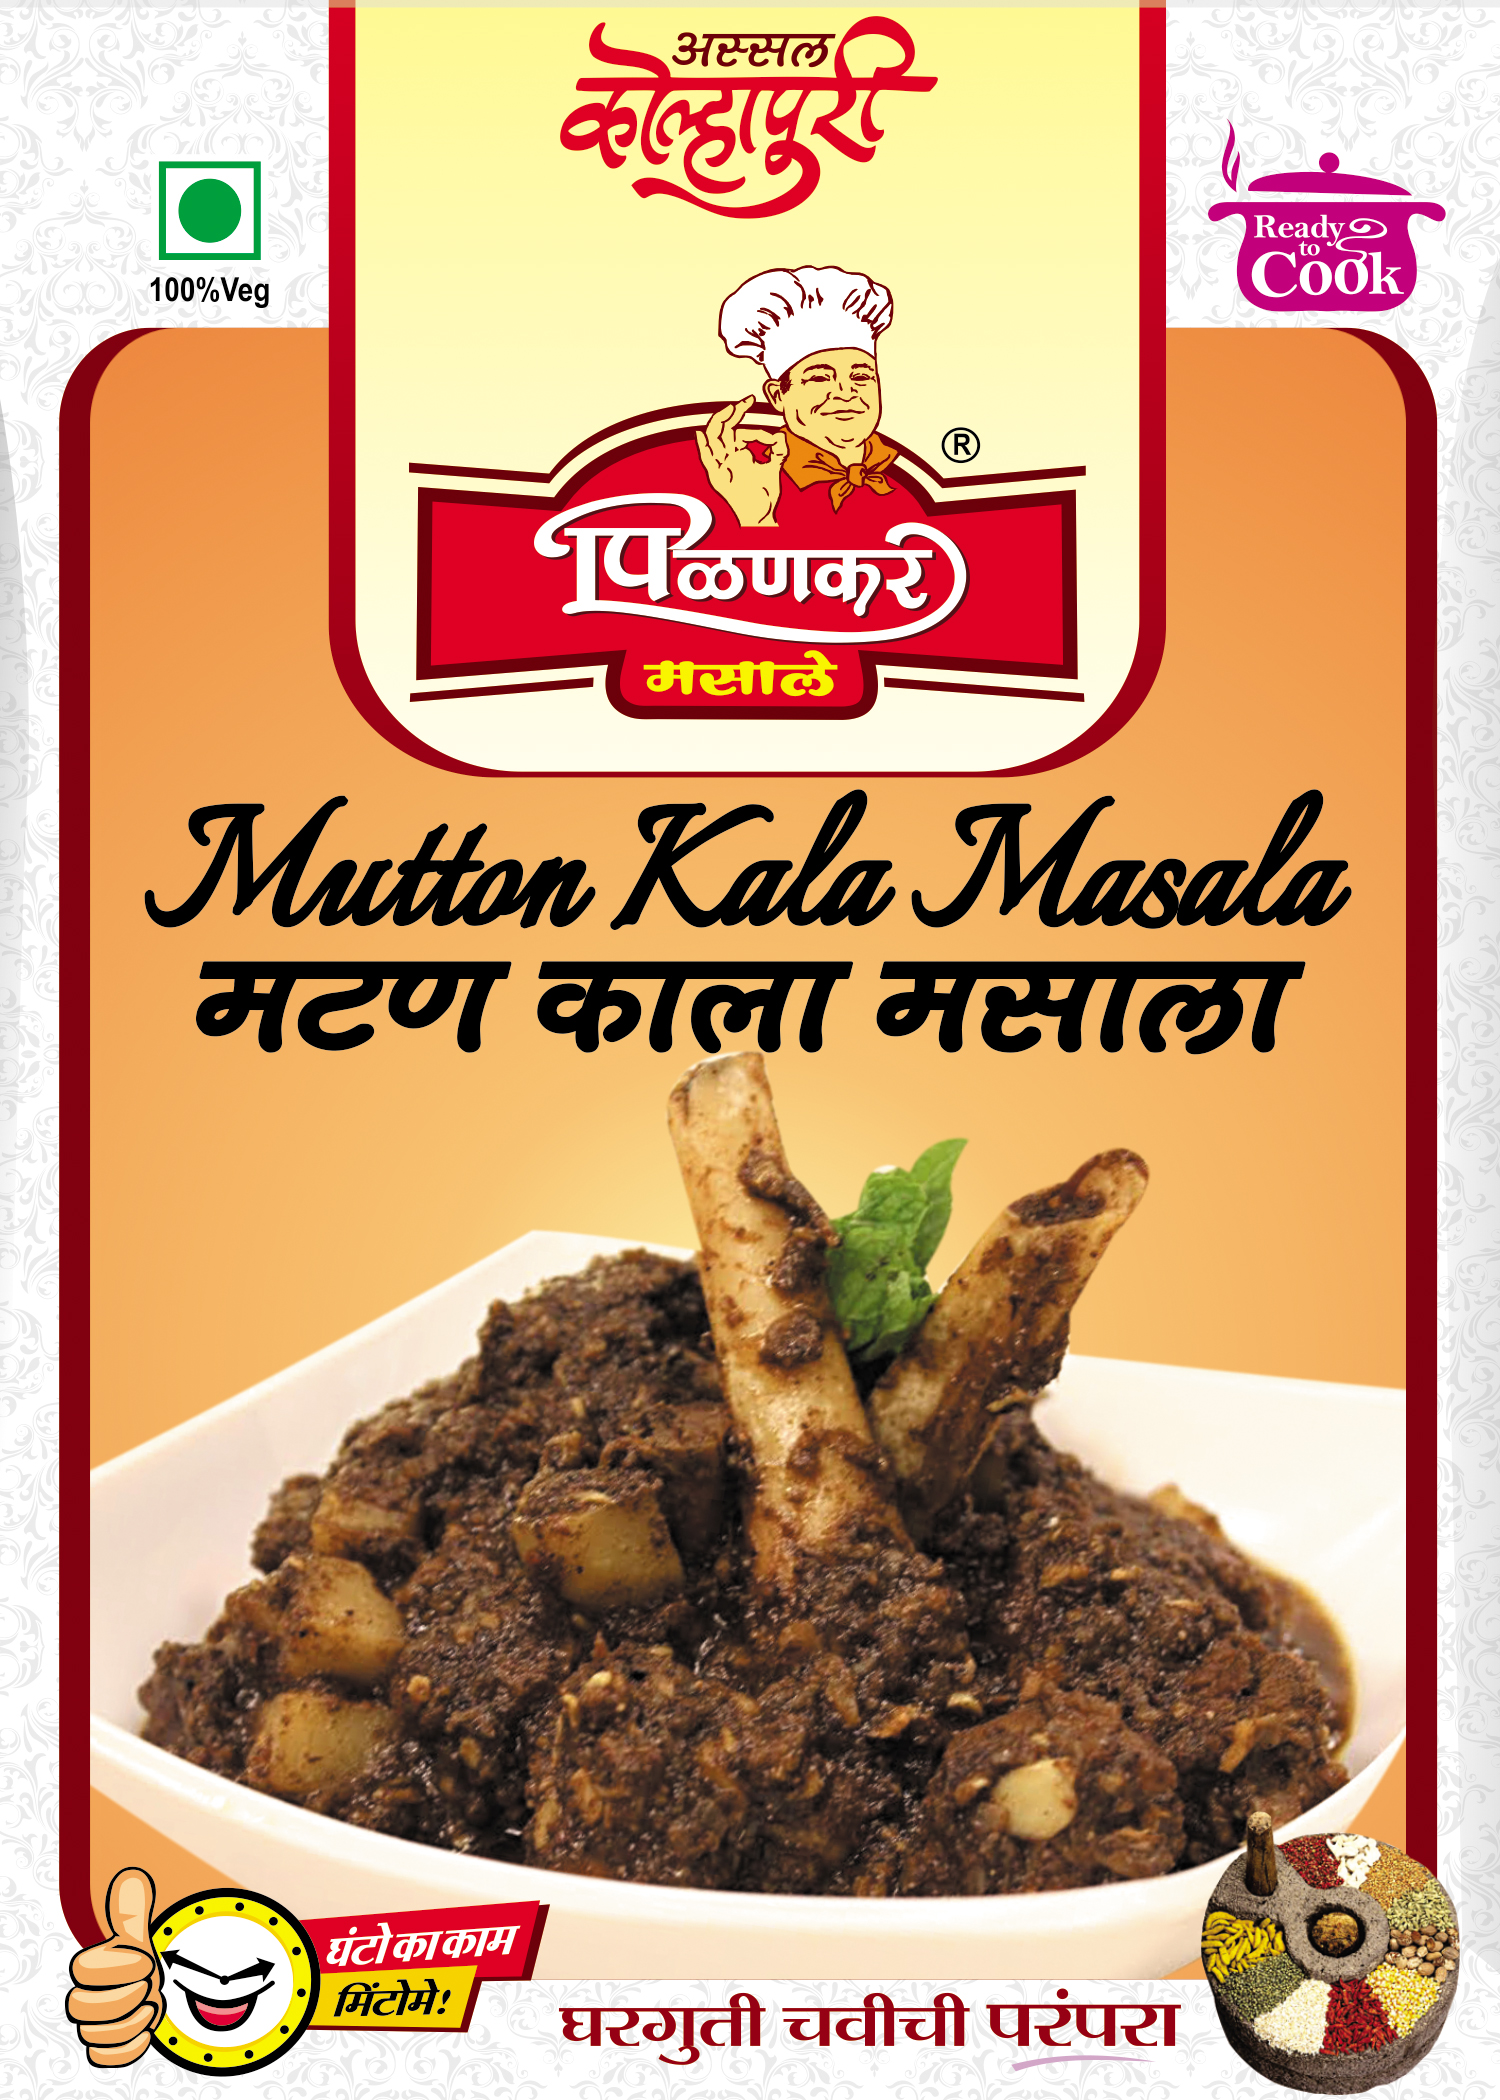 अस्सल
कोल्हापुरी
100%Veg
Ready
to
Cook
®
पिळणकर
मसाले
Mutton Kala Masala
मटण काला मसाला
घंटो का काम
मिंटोमे!
घरगुती चवीची परंपरा